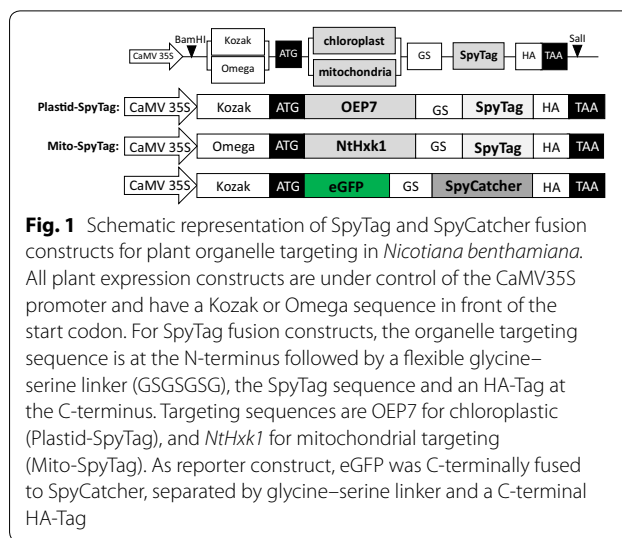 BamHI SalI
CaMV 35S Kozak Omega ATG chloroplast mitochondria GS SpyTag HA TAA
Plastid-SpyTag: CaMV 35S Kozak ATG OEP7 GS SpyTag HA TAA
Mito-SpyTag: CaMV 35S Omega ATG NtHxk1 GS SpyTag HA TAA
CaMV 35S Kozak ATG eGFP GS SpyCatcher HA TAA
Fig. 1 Schematic representation of SpyTag and SpyCatcher fusion
constructs for plant organelle targeting in Nicotiana benthamiana.
All plant expression constructs are under control of the CaMV35S
promoter and have a Kozak or Omega sequence in front of the
start codon. For SpyTag fusion constructs, the organelle targeting
sequence is at the N-terminus followed by a flexible glycine–
serine linker (GSGSGSG), the SpyTag sequence and an HA-Tag at
the C-terminus. Targeting sequences are OEP7 for chloroplastic
(Plastid-SpyTag), and NtHxk1 for mitochondrial targeting
(Mito-SpyTag). As reporter construct, eGFP was C-terminally fused
to SpyCatcher, separated by glycine–serine linker and a C-terminal
HA-Tag